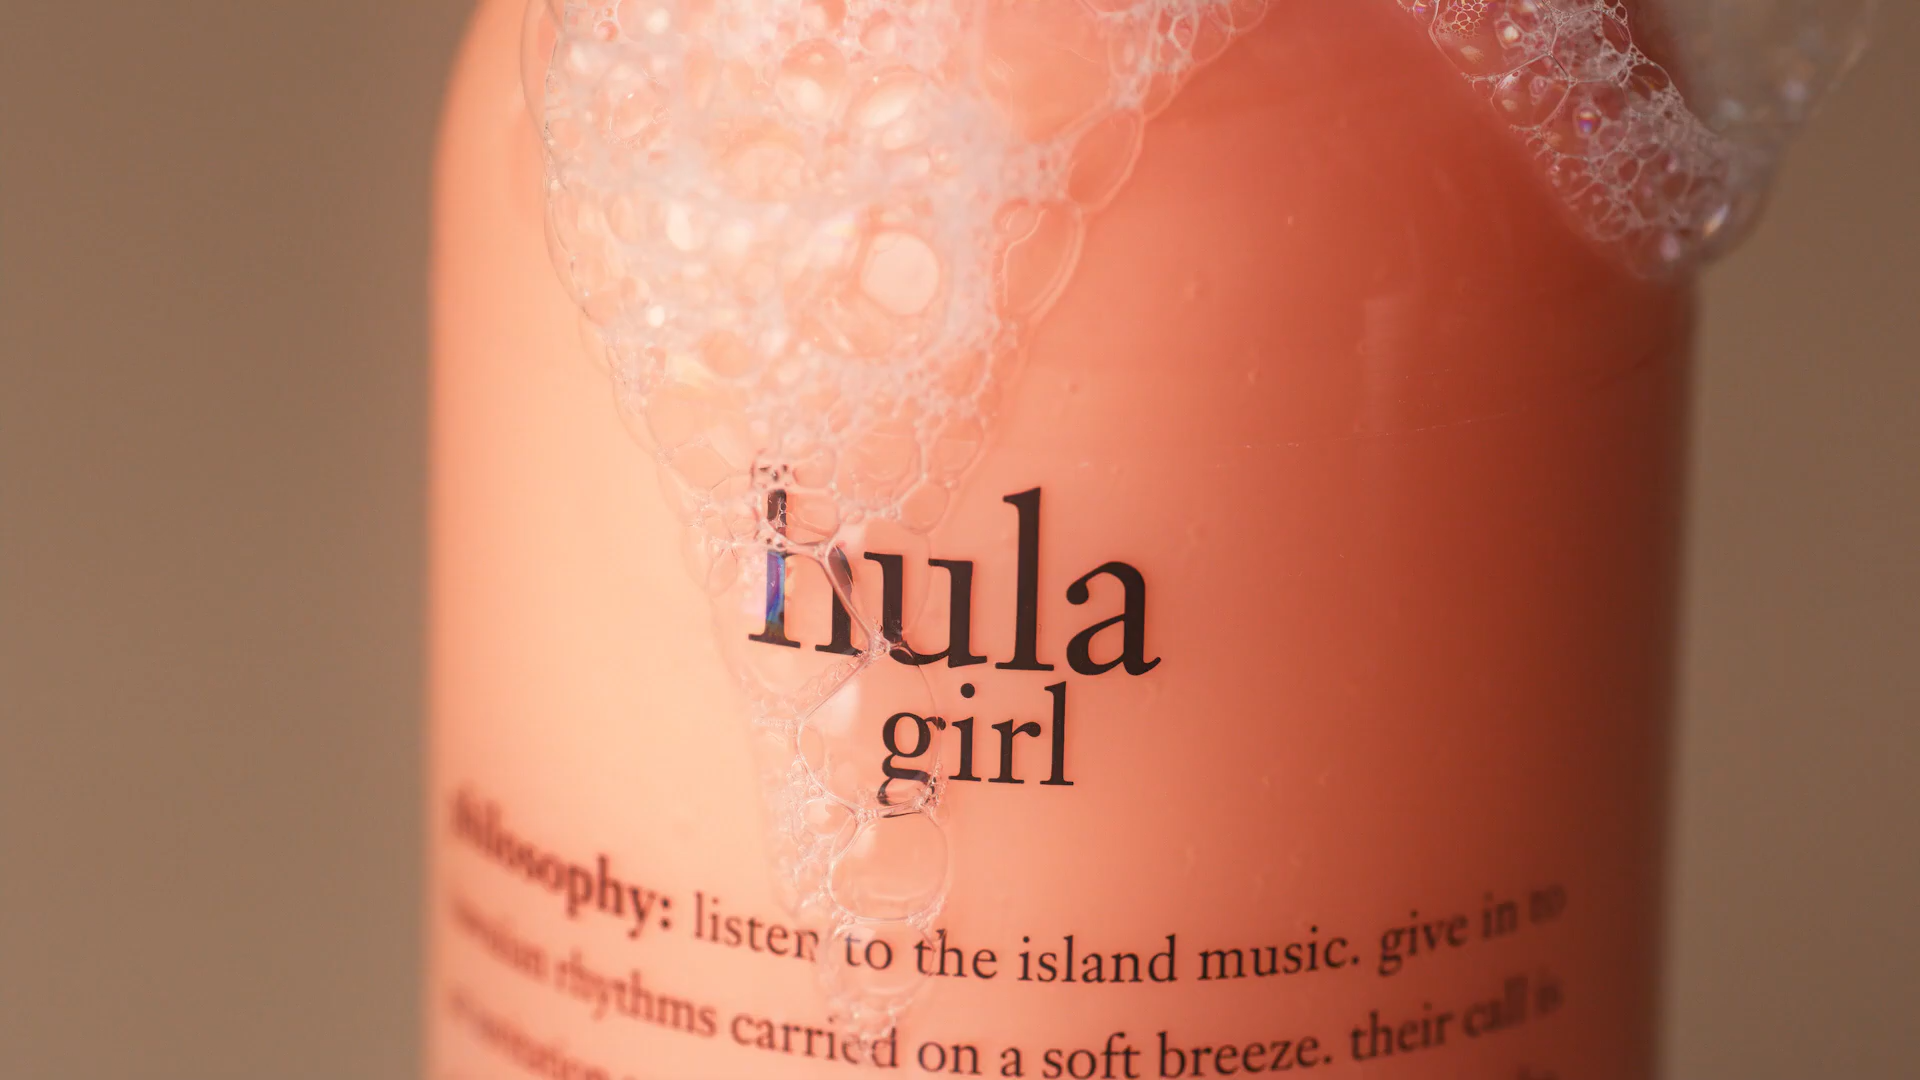 hula
girl
philosophy: listen to the island music. give in to
rhythms carried on a soft breeze. their call is